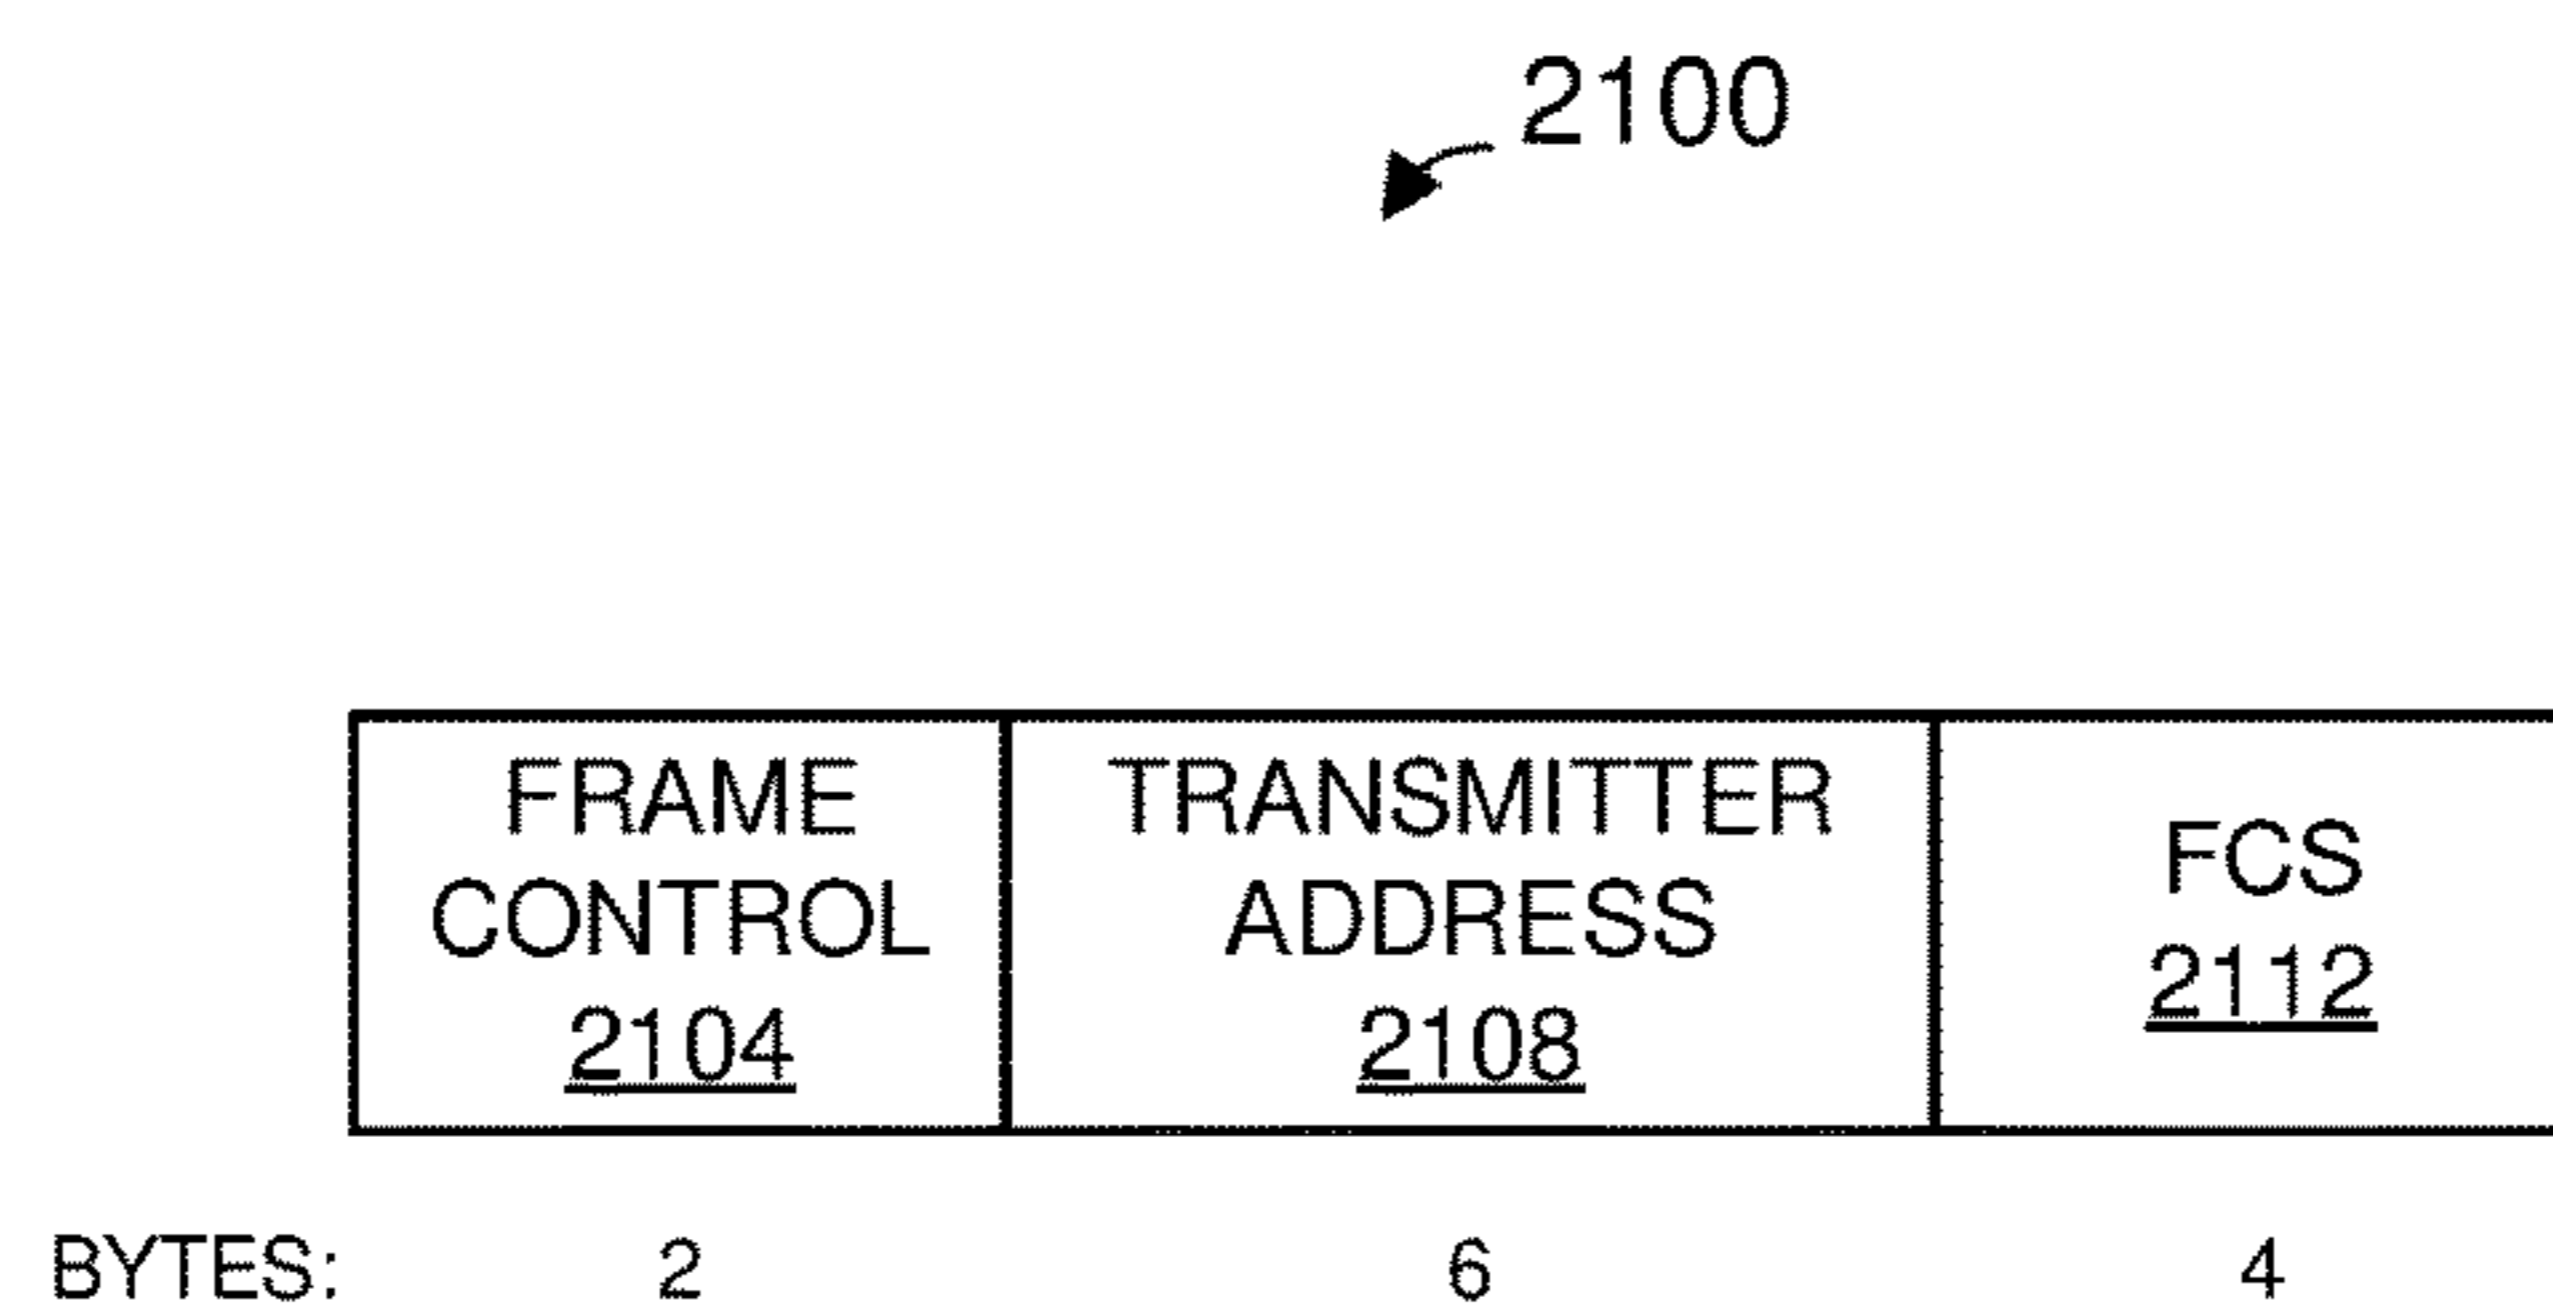 2100
FRAME
CONTROL
2104
TRANSMITTER
ADDRESS
2108
FCS
2112
BYTES: 2 6 4